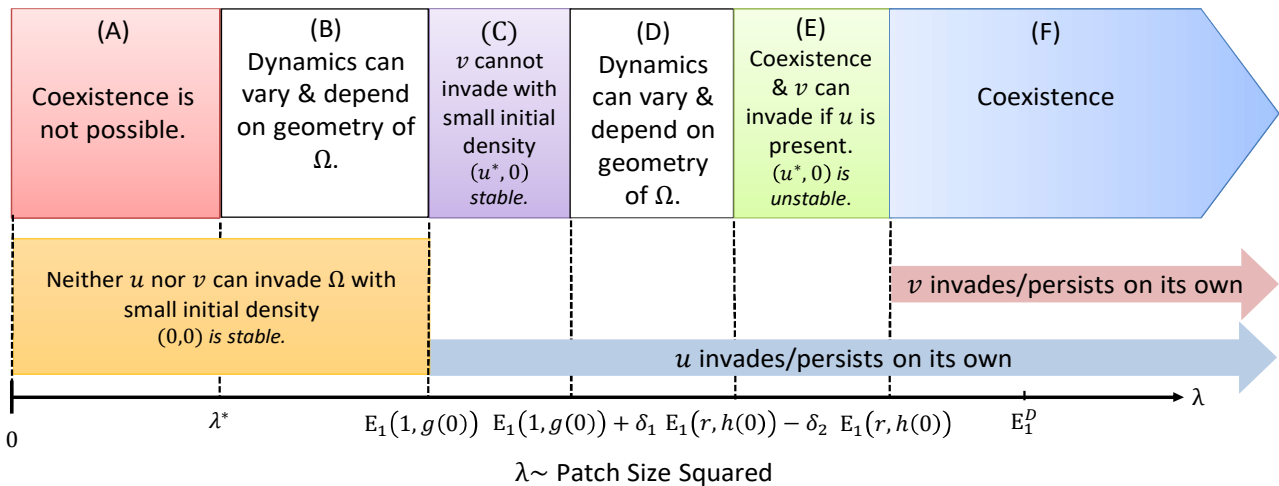 (A)
Coexistence is
not possible.
(B)
Dynamics can
vary & depend
on geometry of
Ω.
(C)
v cannot
invade with
small initial
density
(u*, 0)
stable.
(D)
Dynamics
can vary &
depend on
geometry
of Ω.
(E)
Coexistence
& v can
invade if u is
present.
(u*, 0) is
unstable.
(F)
Coexistence
Neither u nor v can invade Ω with
small initial density
(0,0) is stable.
v invades/persists on its own
u invades/persists on its own
0
λ*
E₁(1, g(0))
E₁(1, g(0)) + δ₁
E₁(r, h(0)) − δ₂
E₁(r, h(0))
E₁ᴰ
λ
λ~ Patch Size Squared